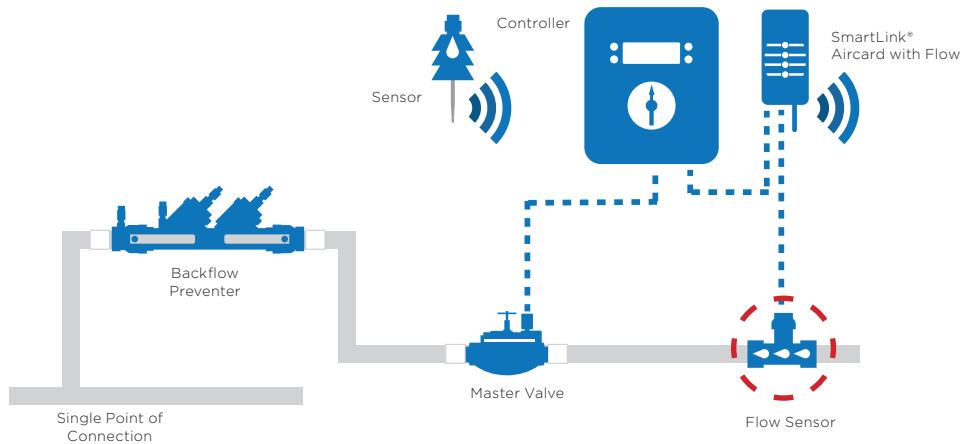 Controller
SmartLink®
Aircard with Flow
Sensor
Backflow
Preventer
Master Valve
Single Point of
Connection
Flow Sensor